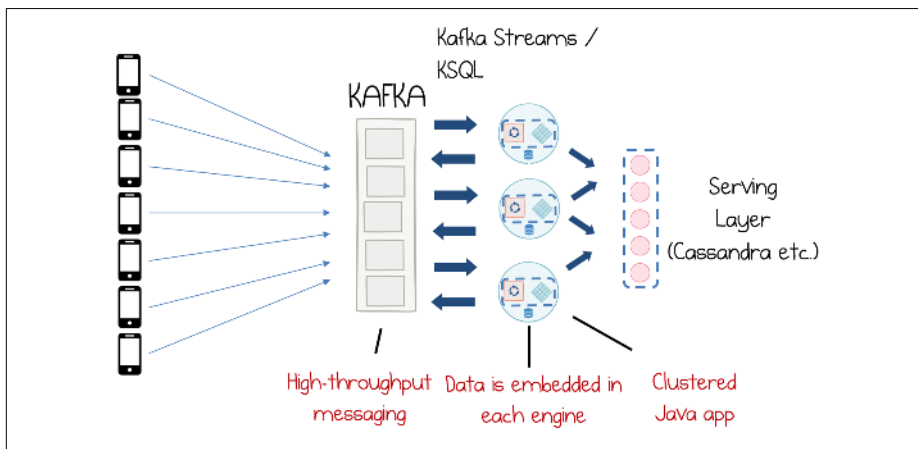 Kafka Streams /
KSQL
KAFKA
Serving
Layer
(Cassandra etc.)
High-throughput
messaging
Data is embedded in
each engine
Clustered
Java app